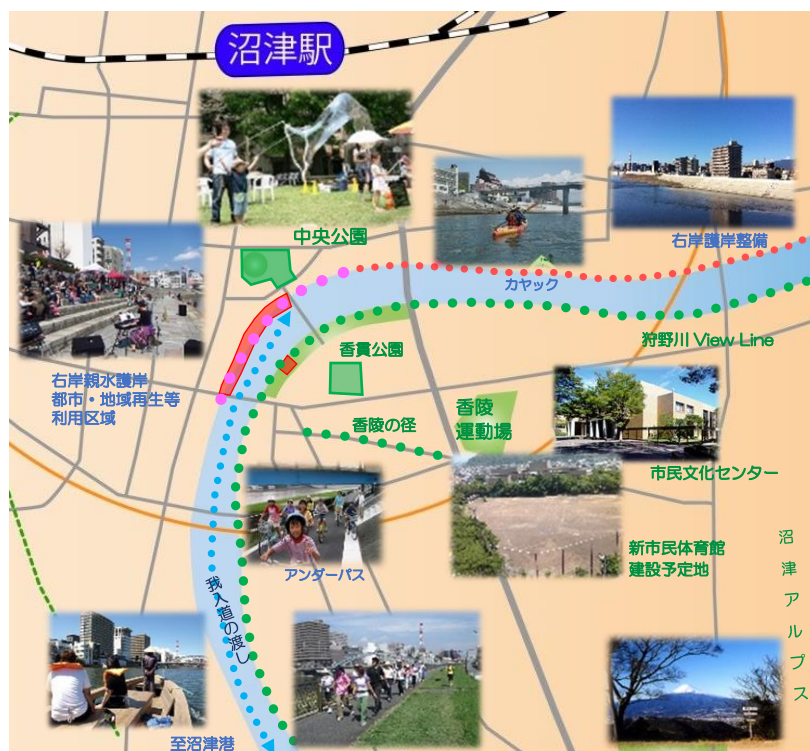 沼津駅
中央公園
右岸護岸整備
カヤック
狩野川 View Line
右岸親水護岸
都市・地域再生等
利用区域
香貫公園
香陵の径
香陵
運動場
市民文化センター
新市民体育館
建設予定地
アンダーパス
我入道の渡し
沼津アルプス
至沼津港